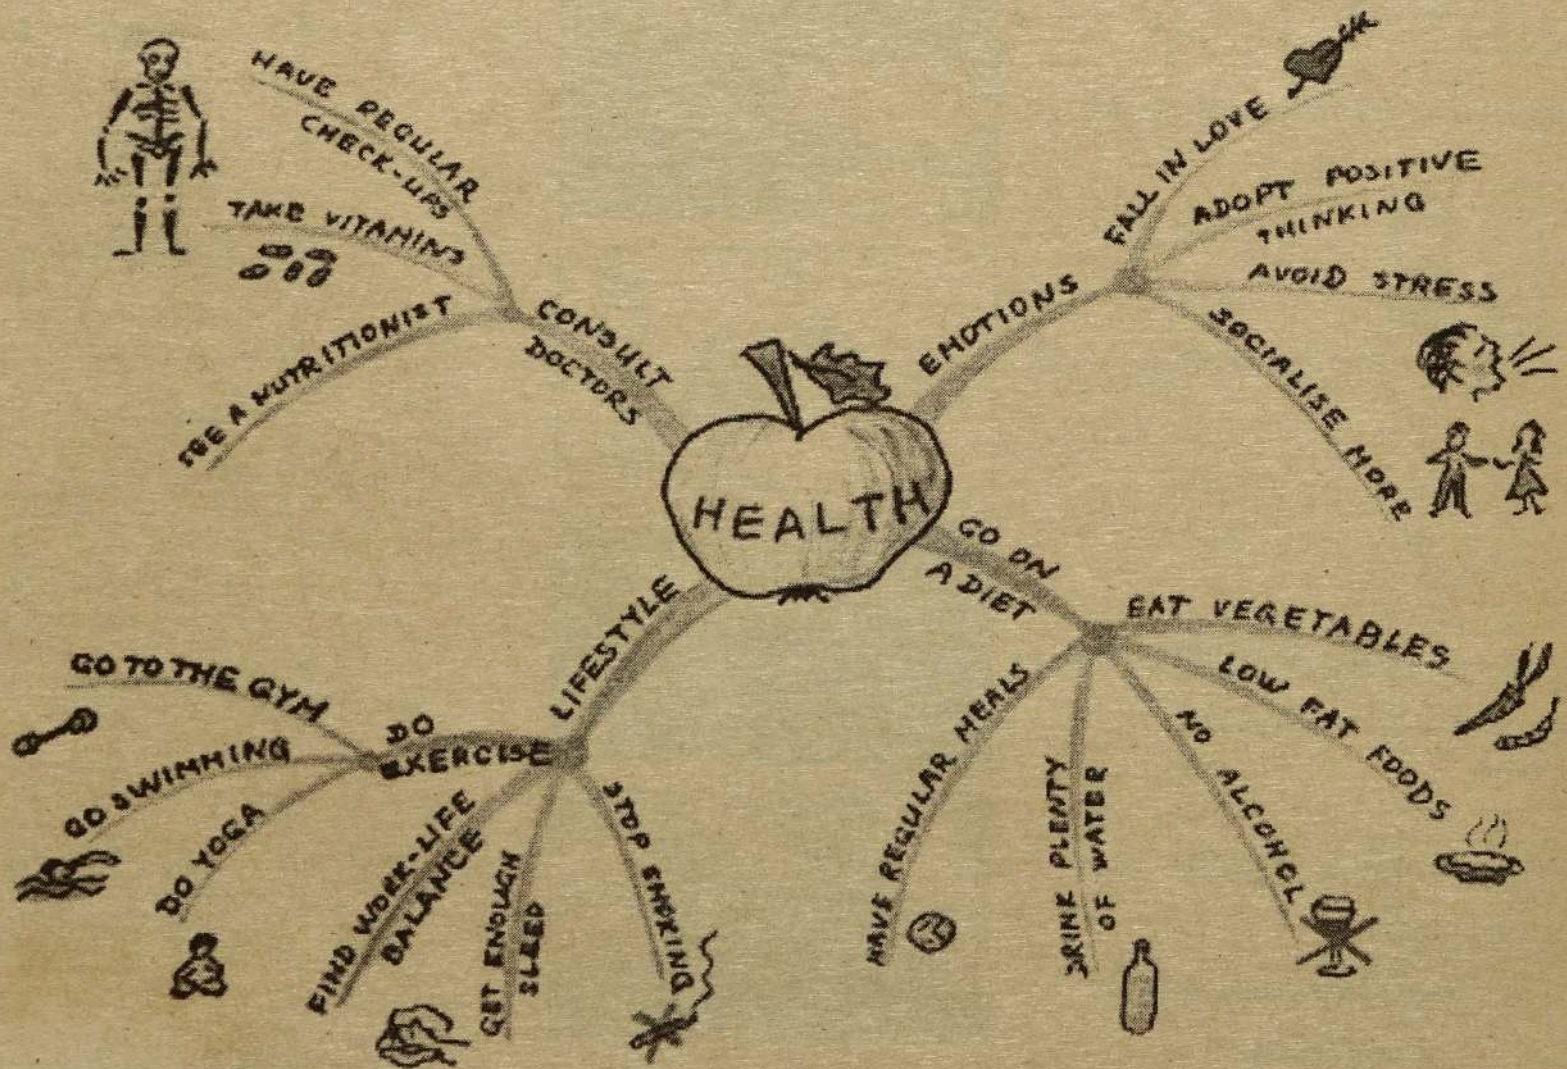 HEALTH
CONSULT
DOCTORS
HAVE REGULAR
CHECK-UPS
TAKE VITAMINS
SEE A NUTRITIONIST
EMOTIONS
FALL IN LOVE
ADOPT POSITIVE
THINKING
AVOID STRESS
SOCIALISE MORE
GO ON
A DIET
EAT VEGETABLES
LOW FAT FOODS
NO ALCOHOL
DRINK PLENTY
OF WATER
HAVE REGULAR MEALS
LIFESTYLE
DO
EXERCISE
GO TO THE GYM
GO SWIMMING
DO YOGA
FIND WORK-LIFE
BALANCE
GET ENOUGH
SLEEP
STOP SMOKING